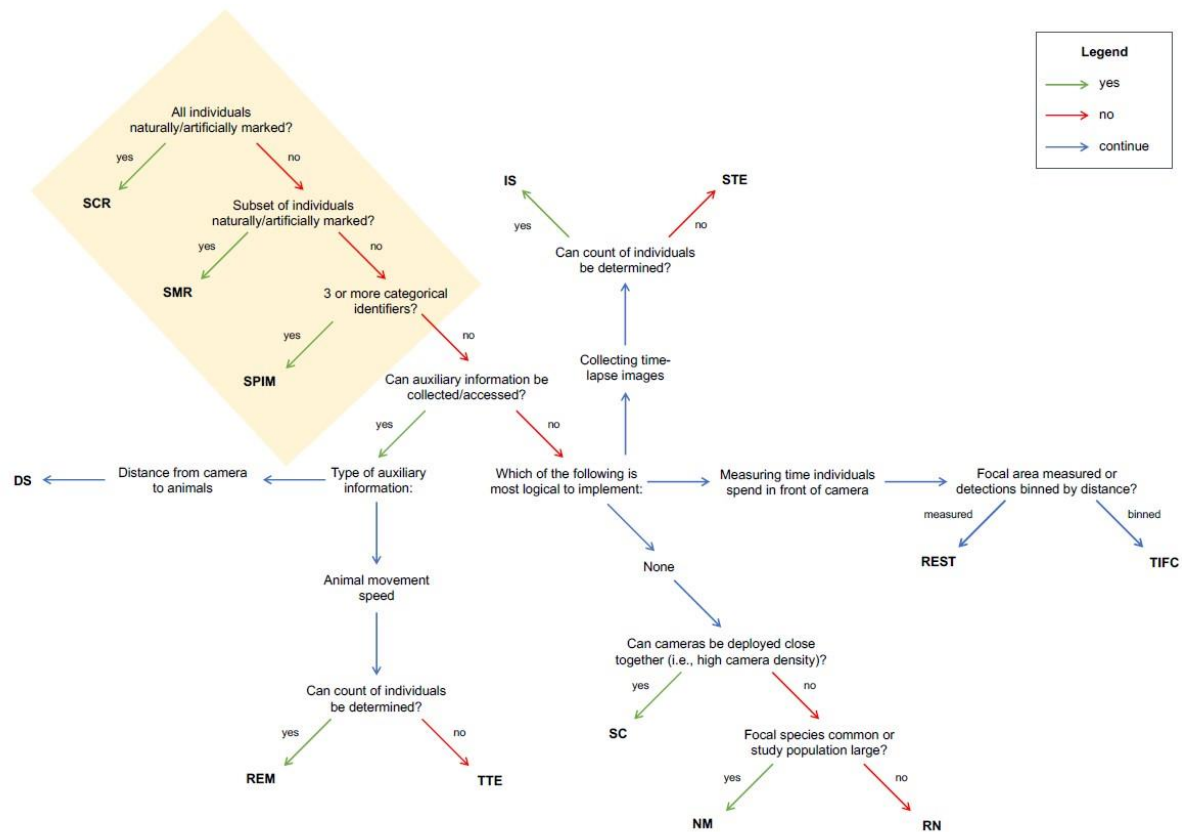 Legend
yes
no
continue
All individuals
naturally/artificially marked?
yes
no
SCR
Subset of individuals
naturally/artificially marked?
yes
no
SMR
3 or more categorical
identifiers?
yes
no
SPIM
Can auxiliary information be
collected/accessed?
yes
no
IS
STE
yes
no
Can count of individuals
be determined?
Collecting time-
lapse images
DS
Distance from camera
to animals
Type of auxiliary
information:
Which of the following is
most logical to implement:
Measuring time individuals
spend in front of camera
Focal area measured or
detections binned by distance?
measured
binned
REST
TIFC
None
Animal movement
speed
Can count of individuals
be determined?
yes
no
REM
TTE
Can cameras be deployed close
together (i.e., high camera density)?
yes
no
SC
Focal species common or
study population large?
yes
no
NM
RN